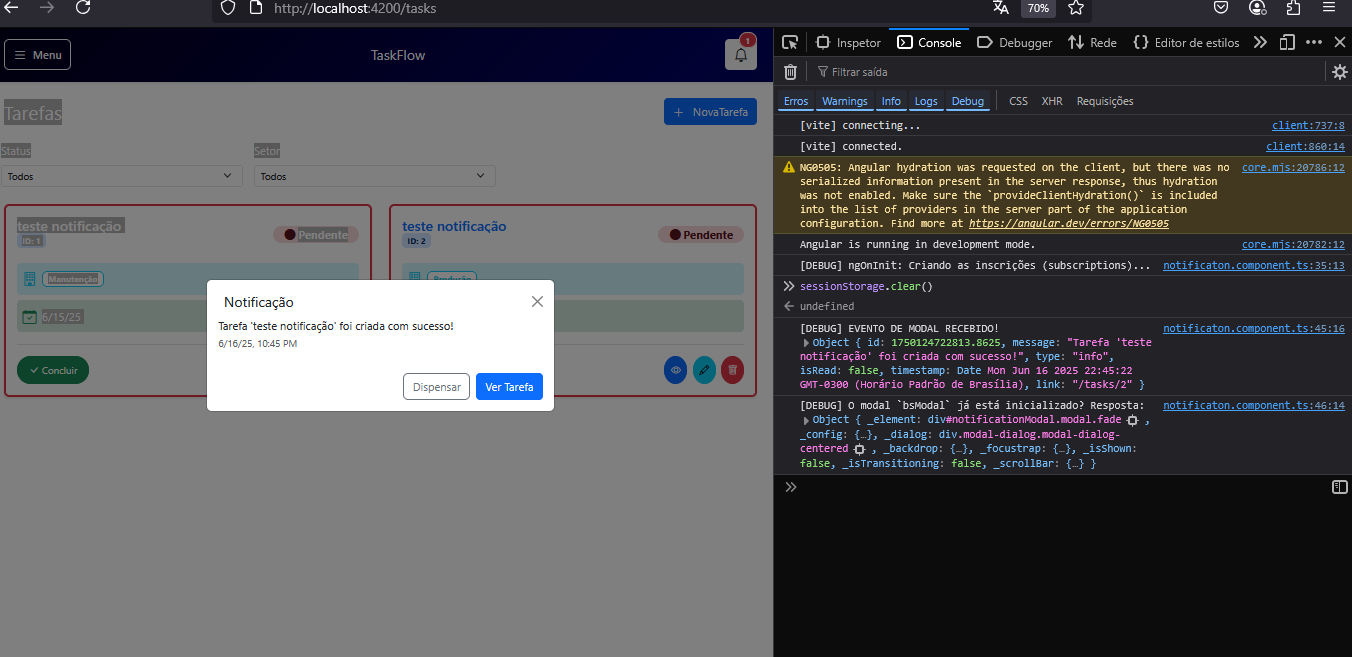 http://localhost:4200/tasks
70%
Menu
TaskFlow
1
Tarefas
+ NovaTarefa
Status
Setor
Todos
Todos
teste notificação
ID: 1
Pendente
Manutenção
6/15/25
Concluir
teste notificação
ID: 2
Pendente
Produção
Notificação
Tarefa 'teste notificação' foi criada com sucesso!
6/16/25, 10:45 PM
Dispensar
Ver Tarefa
Inspetor
Console
Debugger
Rede
Editor de estilos
Filtrar saída
Erros
Warnings
Info
Logs
Debug
CSS
XHR
Requisições
[vite] connecting... client:737:8
[vite] connected. client:860:14
NG0505: Angular hydration was requested on the client, but there was no core.mjs:20786:12
serialized information present in the server response, thus hydration
was not enabled. Make sure the `provideClientHydration()` is included
into the list of providers in the server part of the application
configuration. Find more at https://angular.dev/errors/NG0505
Angular is running in development mode. core.mjs:20782:12
[DEBUG] ngOnInit: Criando as inscrições (subscriptions)... notificaton.component.ts:35:13
sessionStorage.clear()
undefined
[DEBUG] EVENTO DE MODAL RECEBIDO! notificaton.component.ts:45:16
Object { id: 1750124722813.8625, message: "Tarefa 'teste
notificação' foi criada com sucesso!", type: "info",
isRead: false, timestamp: Date Mon Jun 16 2025 22:45:22
GMT-0300 (Horário Padrão de Brasília), link: "/tasks/2" }
[DEBUG] O modal `bsModal` já está inicializado? Resposta: notificaton.component.ts:46:14
Object { _element: div#notificationModal.modal.fade ,
_config: {…}, _dialog: div.modal-dialog.modal-dialog-
centered , _backdrop: {…}, _focustrap: {…}, _isShown:
false, _isTransitioning: false, _scrollBar: {…} }